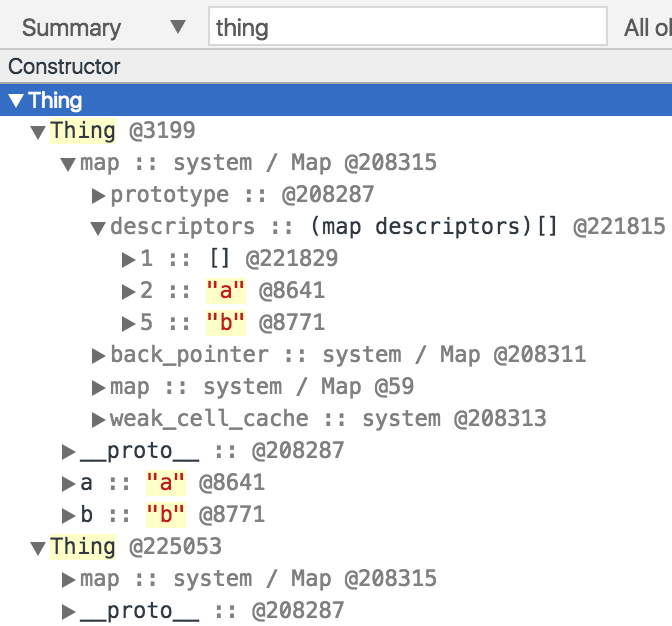 Summary ▼ thing All ol
Constructor
▼Thing
▼Thing @3199
▼map :: system / Map @208315
▶prototype :: @208287
▼descriptors :: (map descriptors)[] @221815
▶1 :: [] @221829
▶2 :: "a" @8641
▶5 :: "b" @8771
▶back_pointer :: system / Map @208311
▶map :: system / Map @59
▶weak_cell_cache :: system @208313
▶__proto__ :: @208287
▶a :: "a" @8641
▶b :: "b" @8771
▼Thing @225053
▶map :: system / Map @208315
▶__proto__ :: @208287